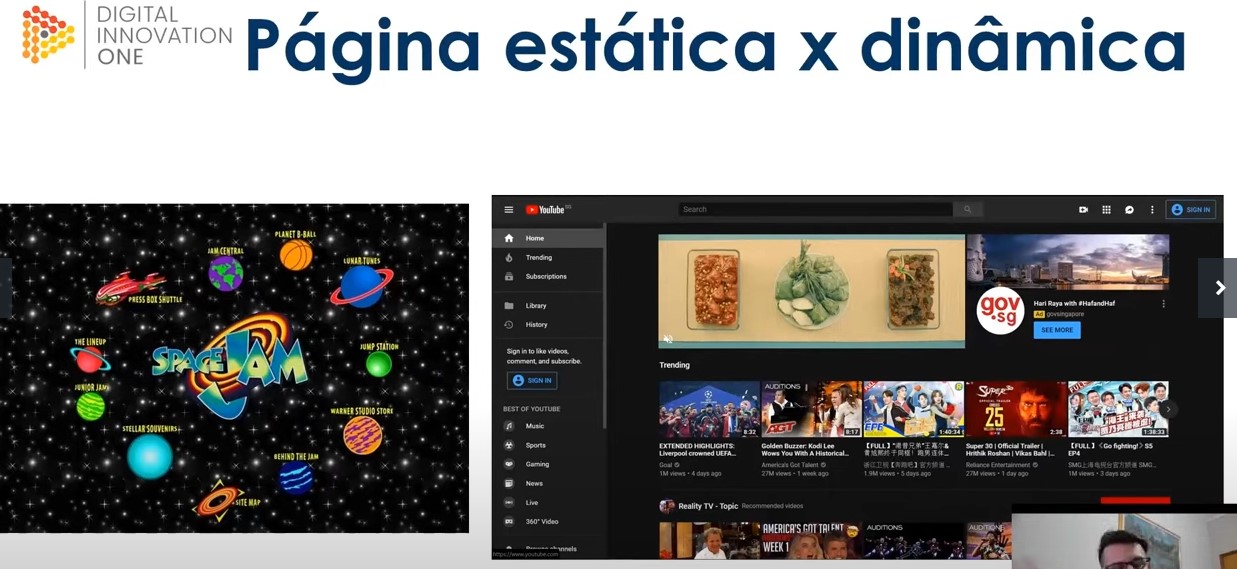 DIGITAL
INNOVATION
ONE
Página estática x dinâmica
PLANET B-BALL
JAM CENTRAL
LUNAR TUNES
PRESS BOX SHUTTLE
THE LINEUP
SPACE JAM
JUMP STATION
JUNIOR JAM
WARNER STUDIO STORE
STELLAR SOUVENIRS
BEHIND THE JAM
SITE MAP
YouTube SG
Search
SIGN IN
Home
Trending
Subscriptions
Library
History
Sign in to like videos,
comment, and subscribe.
SIGN IN
BEST OF YOUTUBE
Music
Sports
Gaming
News
Live
360° Video
Browse channels
https://www.youtube.com
gov
.sg
Hari Raya with #HafandHaf
Ad govsingapore
SEE MORE
Trending
8:32
EXTENDED HIGHLIGHTS:
Liverpool crowned UEFA...
Goal
1M views • 4 days ago
AUDITIONS
AGT
8:17
Golden Buzzer: Kodi Lee
Wows You With A Historical...
America's Got Talent
27M views • 1 week ago
1:40:34
【FULL】
1.9M views • 5 days ago
SUPER 30
OFFICIAL TRAILER
25
2:38
Super 30 | Official Trailer |
Hrithik Roshan | Vikas Bahl |...
Reliance Entertainment
27M views • 1 day ago
1:38:33
【FULL】《Go fighting!》S5
EP4
1M views • 3 days ago
Reality TV - Topic Recommended videos
AMERICA'S GOT TALENT
WEEK 1
AUDITIONS